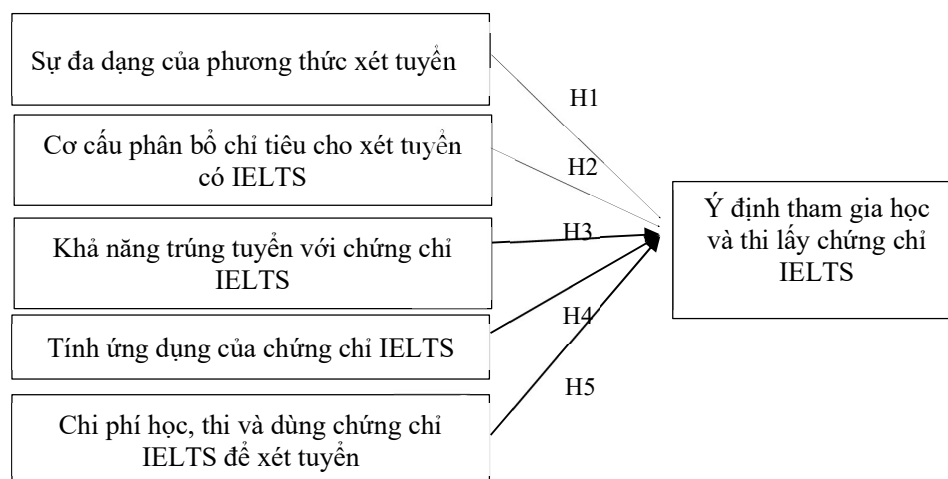 Sự đa dạng của phương thức xét tuyển
H1
Cơ cấu phân bổ chỉ tiêu cho xét tuyển
có IELTS
H2
Ý định tham gia học
và thi lấy chứng chỉ
IELTS
Khả năng trúng tuyển với chứng chỉ
IELTS
H3
Tính ứng dụng của chứng chỉ IELTS
H4
Chi phí học, thi và dùng chứng chỉ
IELTS để xét tuyển
H5